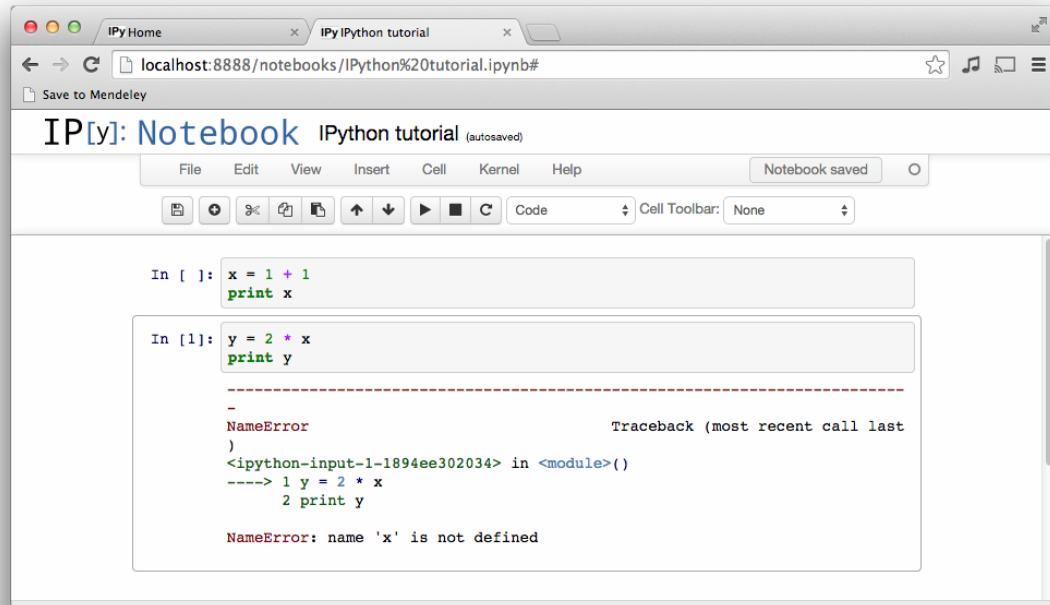 IPy Home
IPy IPython tutorial
localhost:8888/notebooks/IPython%20tutorial.ipynb#
Save to Mendeley
IP[y]: Notebook IPython tutorial (autosaved)
File Edit View Insert Cell Kernel Help Notebook saved
Code Cell Toolbar: None
In [ ]: x = 1 + 1
print x
In [1]: y = 2 * x
print y
---------------------------------------------------------------------------
-
NameError Traceback (most recent call last
)
<ipython-input-1-1894ee302034> in <module>()
----> 1 y = 2 * x
2 print y
NameError: name 'x' is not defined